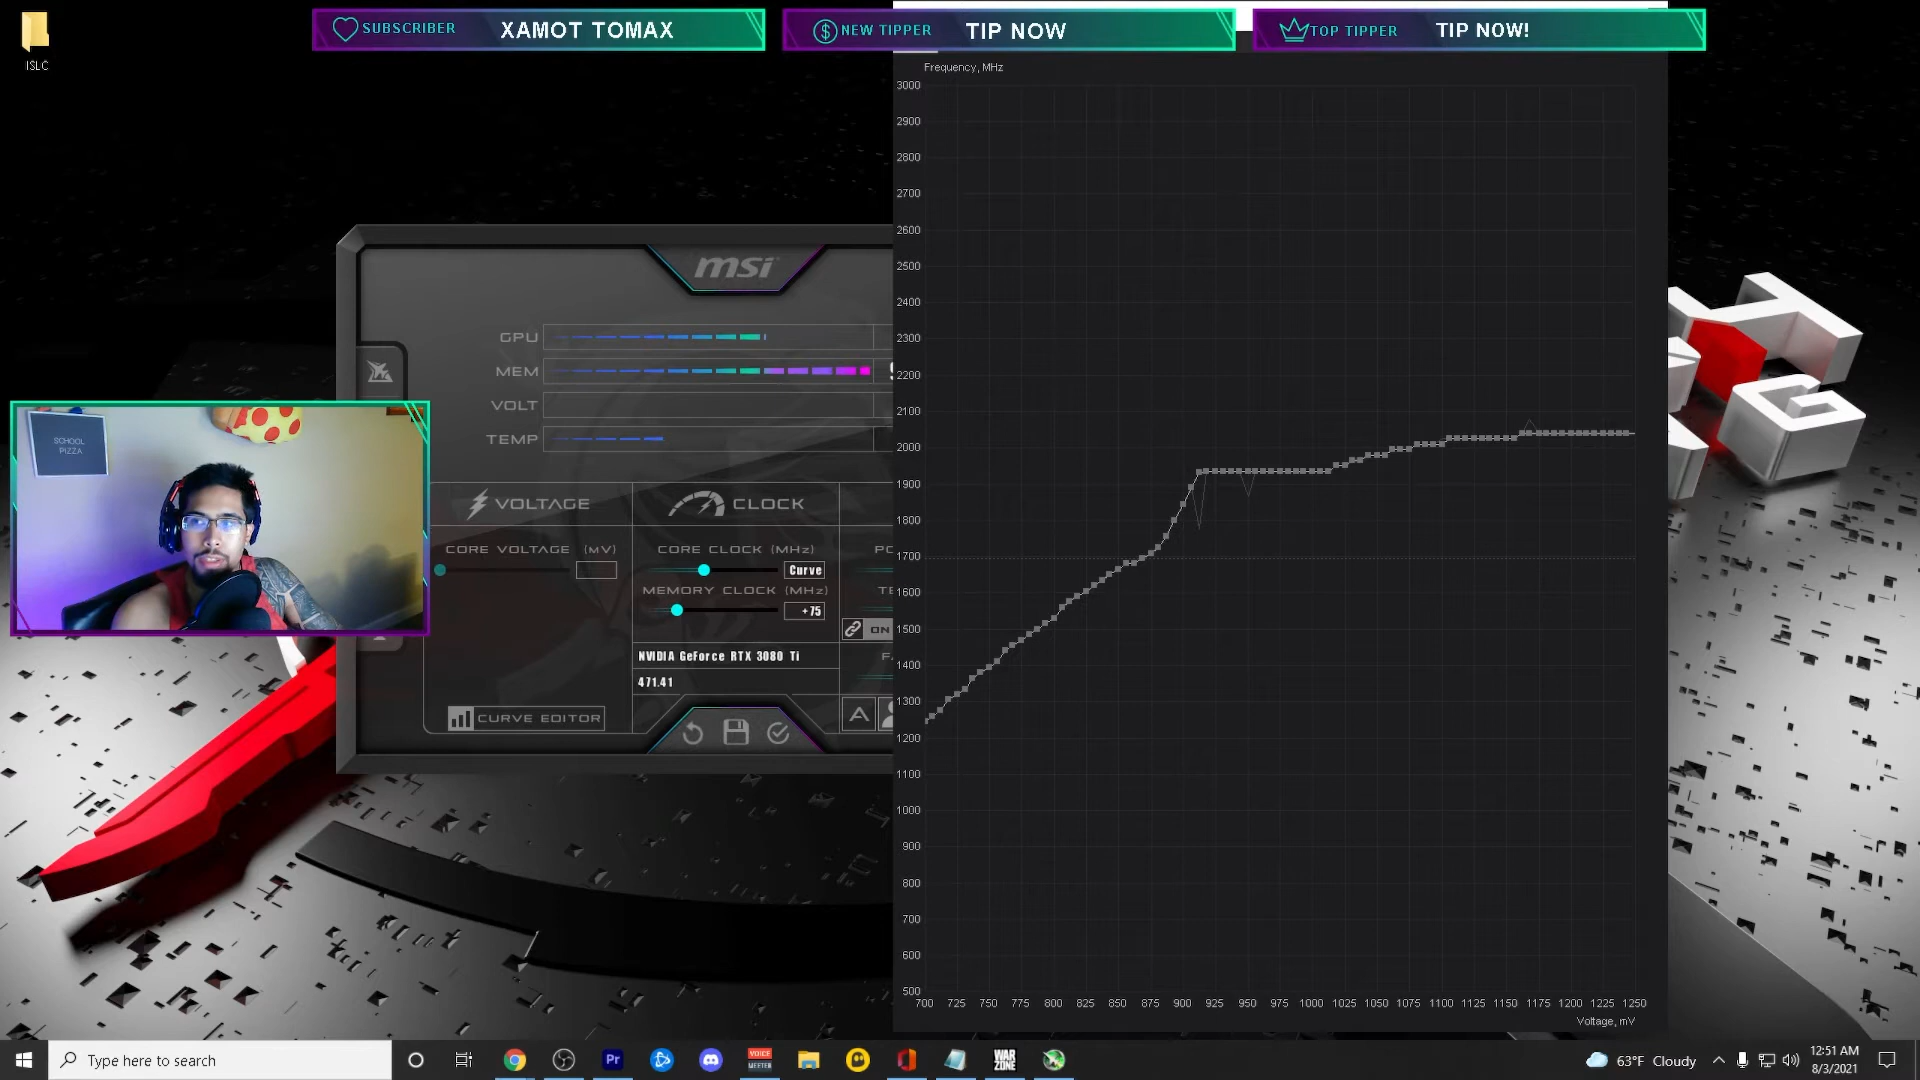 ISLC
SUBSCRIBER XAMOT TOMAX
NEW TIPPER TIP NOW
TOP TIPPER TIP NOW!
Frequency, MHz
3000
2900
2800
2700
2600
2500
2400
2300
2200
2100
2000
1900
1800
1700
1600
1500
1400
1300
1200
1100
1000
900
800
700
600
500
700 725 750 775 800 825 850 875 900 925 950 975 1000 1025 1050 1075 1100 1125 1150 1175 1200 1225 1250
Voltage, mV
msi
GPU
MEM
VOLT
TEMP
VOLTAGE
CLOCK
CORE VOLTAGE (MV)
CORE CLOCK (MHz)
Curve
MEMORY CLOCK (MHz)
+75
ON
NVIDIA GeForce RTX 3080 Ti
471.41
CURVE EDITOR
A
SCHOOL
PIZZA
Type here to search
Pr
VOICE
MEETER
WAR
ZONE
63°F Cloudy
12:51 AM
8/3/2021